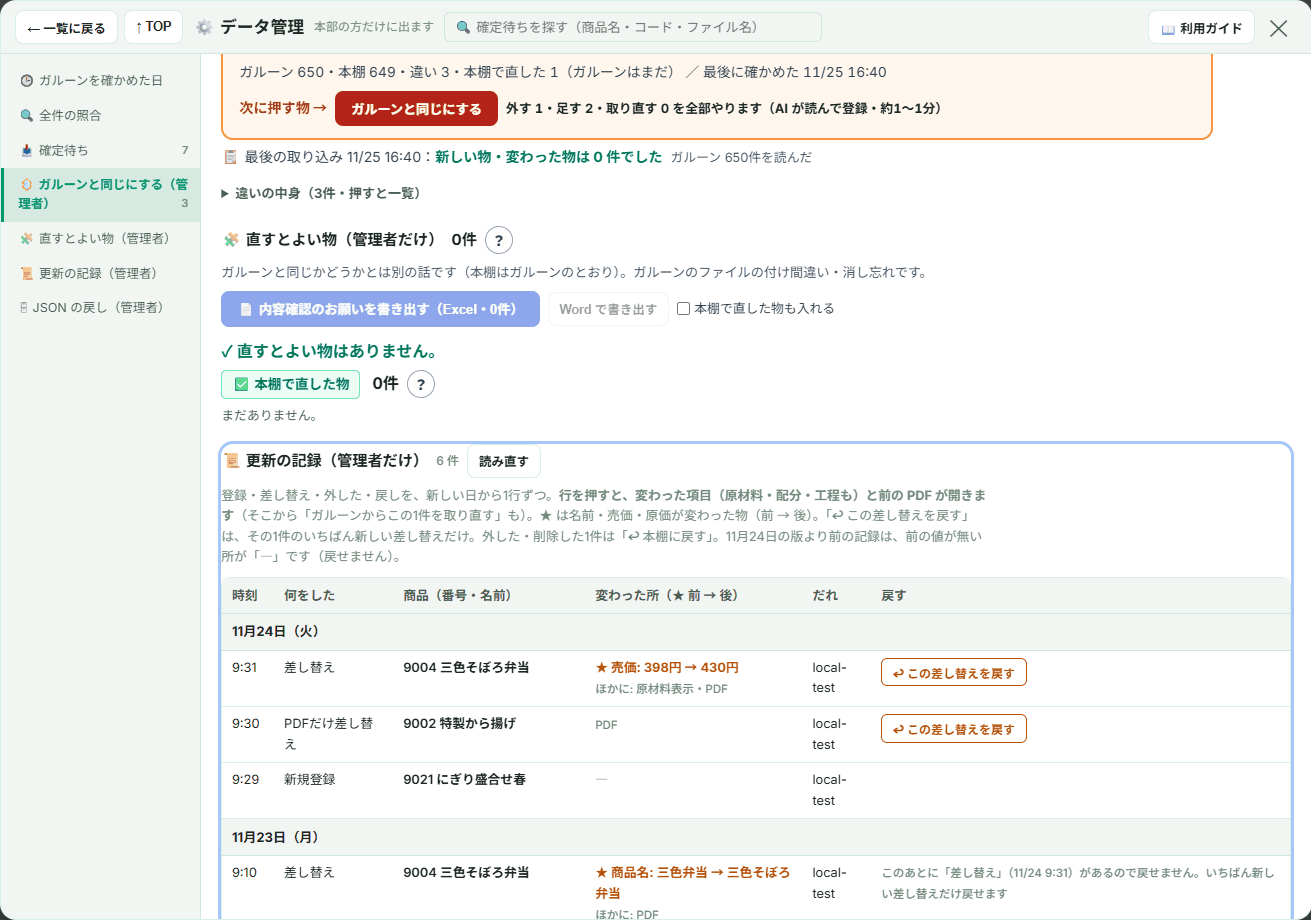 ←一覧に戻る ↑TOP データ管理 本部の方だけに出ます 確定待ちを探す（商品名・コード・ファイル名） 利用ガイド
ガルーンを確かめた日
全件の照合
確定待ち 7
ガルーンと同じにする（管理者） 3
直すとよい物（管理者）
更新の記録（管理者）
JSON の戻し（管理者）
ガルーン 650・本棚 649・違い 3・本棚で直した 1（ガルーンはまだ） ／ 最後に確かめた 11/25 16:40
次に押す物 → ガルーンと同じにする 外す 1・足す 2・取り直す 0 を全部やります（AI が読んで登録・約1〜1分）
最後の取り込み 11/25 16:40：新しい物・変わった物は 0 件でした ガルーン 650件を読んだ
▶ 違いの中身（3件・押すと一覧）
直すとよい物（管理者だけ） 0件 ?
ガルーンと同じかどうかとは別の話です（本棚はガルーンのとおり）。ガルーンのファイルの付け間違い・消し忘れです。
内容確認のお願いを書き出す（Excel・0件） Word で書き出す 本棚で直した物も入れる
✓ 直すとよい物はありません。
本棚で直した物 0件 ?
まだありません。
更新の記録（管理者だけ） 6 件 読み直す
登録・差し替え・外した・戻しを、新しい日から1行ずつ。行を押すと、変わった項目（原材料・配分・工程も）と前の PDF が開きま
す（そこから「ガルーンからこの1件を取り直す」も）。★ は名前・売価・原価が変わった物（前 → 後）。「↩ この差し替えを戻す」
は、その1件のいちばん新しい差し替えだけ。外した・削除した1件は「↩ 本棚に戻す」。11月24日の版より前の記録は、前の値が無い
所が「—」です（戻せません）。
時刻 何をした 商品（番号・名前） 変わった所（★ 前 → 後） だれ 戻す
11月24日（火）
9:31 差し替え 9004 三色そぼろ弁当 ★ 売価: 398円 → 430円 local- ↩ この差し替えを戻す
ほかに: 原材料表示・PDF test
9:30 PDFだけ差し替 9002 特製から揚げ PDF local- ↩ この差し替えを戻す
え test
9:29 新規登録 9021 にぎり盛合せ春 — local-
test
11月23日（月）
9:10 差し替え 9004 三色そぼろ弁当 ★ 商品名: 三色弁当 → 三色そぼろ local- このあとに「差し替え」（11/24 9:31）があるので戻せません。いちばん新し
弁当 test い差し替えだけ戻せます
ほかに: PDF